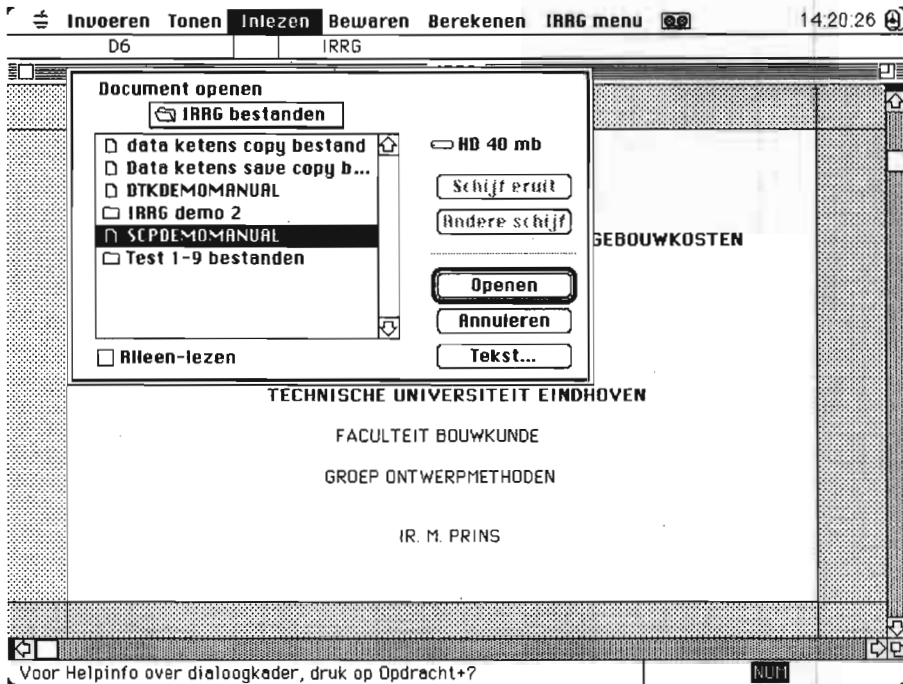 Invoeren Tonen Inlezen Bewaren Berekenen IRRG menu 14:20:26
D6 IRRG
Document openen
IRRG bestanden
data ketens copy bestand
Data ketens save copy b...
DTKDEMOMANUAL
IRRG demo 2
SCPDEMOMANUAL
Test 1-9 bestanden
HD 40 mb
Schijf eruit
Andere schijf
Openen
Annuleren
Tekst...
Alleen-lezen
GEBOUWKOSTEN
TECHNISCHE UNIVERSITEIT EINDHOVEN
FACULTEIT BOUWKUNDE
GROEP ONTWERPMETHODEN
IR. M. PRINS
Voor Helpinfo over dialoogkader, druk op Opdracht+? NUM